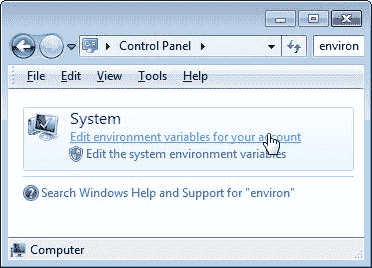 Control Panel
environ
File Edit View Tools Help
System
Edit environment variables for your account
Edit the system environment variables
Search Windows Help and Support for "environ"
Computer